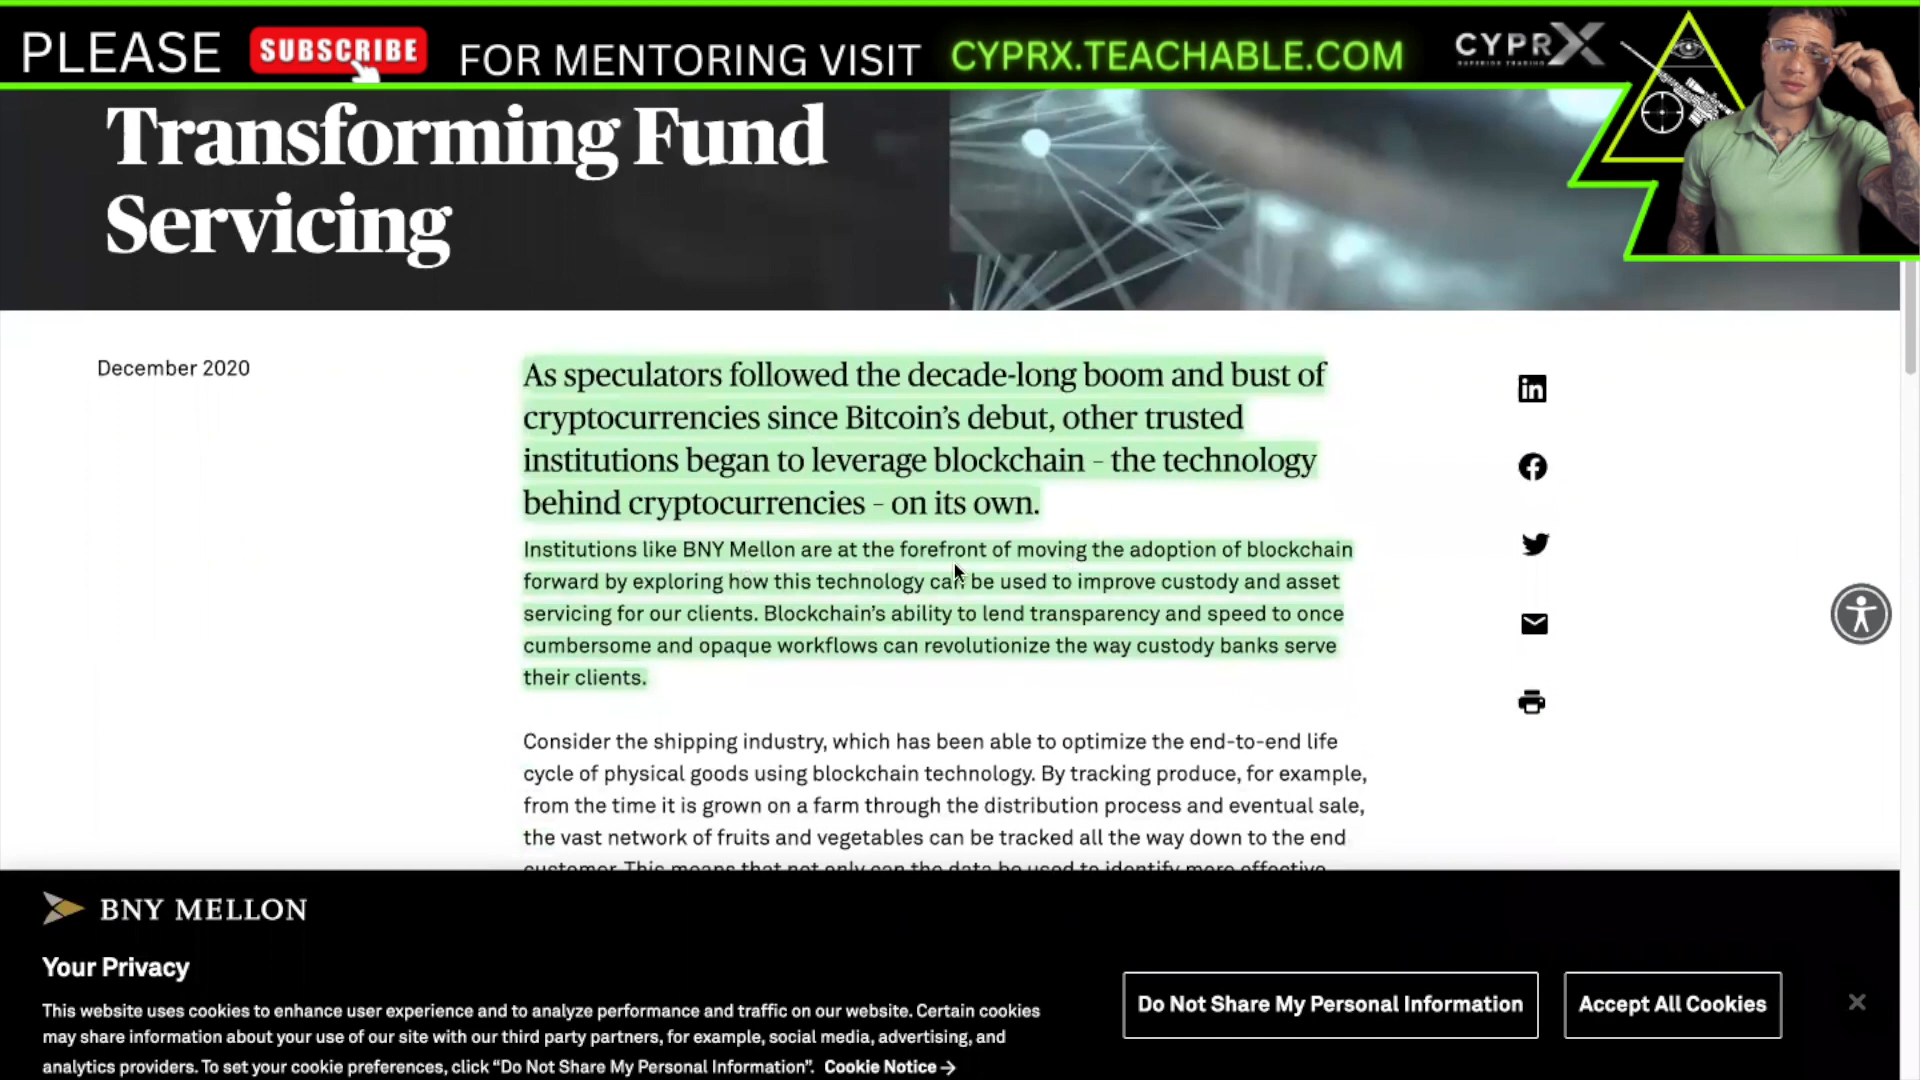 PLEASE SUBSCRIBE FOR MENTORING VISIT CYPRX.TEACHABLE.COM CYPRX
SUPERIOR TRADING
Transforming Fund
Servicing
December 2020
As speculators followed the decade-long boom and bust of
cryptocurrencies since Bitcoin’s debut, other trusted
institutions began to leverage blockchain – the technology
behind cryptocurrencies – on its own.
Institutions like BNY Mellon are at the forefront of moving the adoption of blockchain
forward by exploring how this technology can be used to improve custody and asset
servicing for our clients. Blockchain’s ability to lend transparency and speed to once
cumbersome and opaque workflows can revolutionize the way custody banks serve
their clients.
Consider the shipping industry, which has been able to optimize the end-to-end life
cycle of physical goods using blockchain technology. By tracking produce, for example,
from the time it is grown on a farm through the distribution process and eventual sale,
the vast network of fruits and vegetables can be tracked all the way down to the end
customer. This means that not only can the data be used to identify more effective
BNY MELLON
Your Privacy
This website uses cookies to enhance user experience and to analyze performance and traffic on our website. Certain cookies
may share information about your use of our site with our third party partners, for example, social media, advertising, and
analytics providers. To set your cookie preferences, click “Do Not Share My Personal Information”. Cookie Notice →
Do Not Share My Personal Information
Accept All Cookies